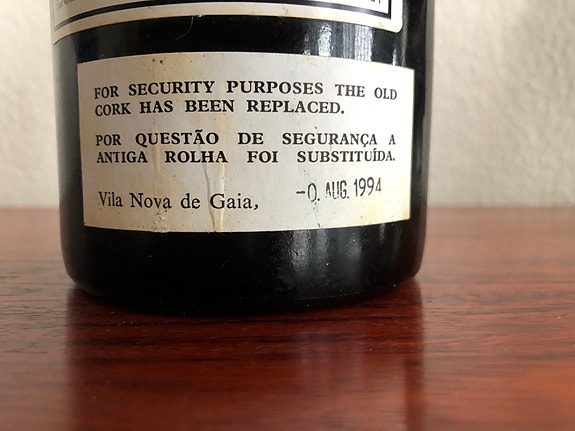 FOR SECURITY PURPOSES THE OLD
CORK HAS BEEN REPLACED.
POR QUESTÃO DE SEGURANÇA A
ANTIGA ROLHA FOI SUBSTITUÍDA.
Vila Nova de Gaia, -0. AUG. 1994